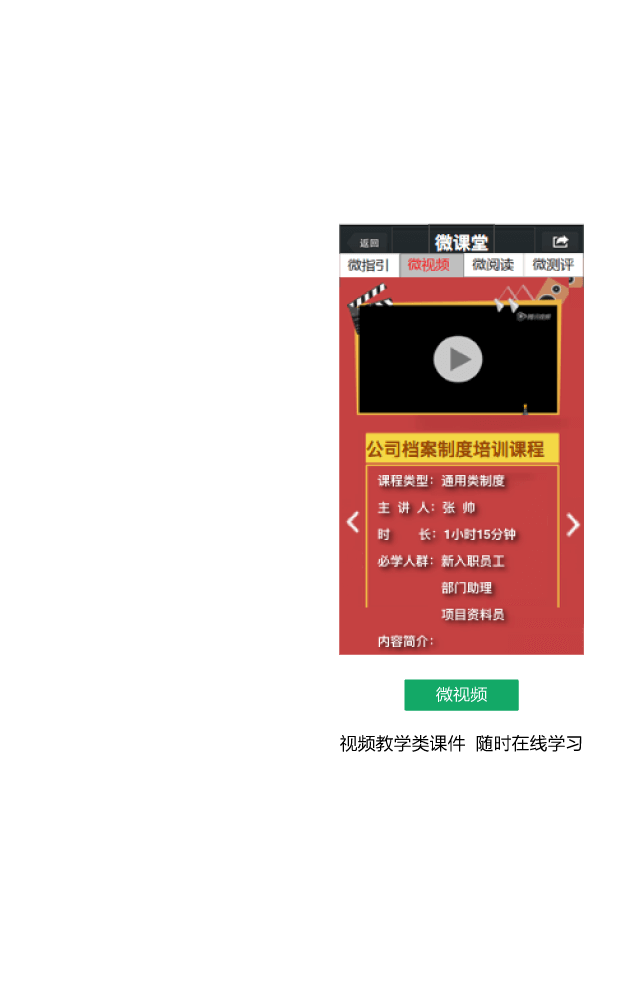 返回
微课堂
微指引 微视频 微阅读 微测评
腾讯视频
公司档案制度培训课程
课程类型：通用类制度
主 讲 人：张 帅
时 长：1小时15分钟
必学人群：新入职员工
部门助理
项目资料员
内容简介：
微视频
视频教学类课件 随时在线学习